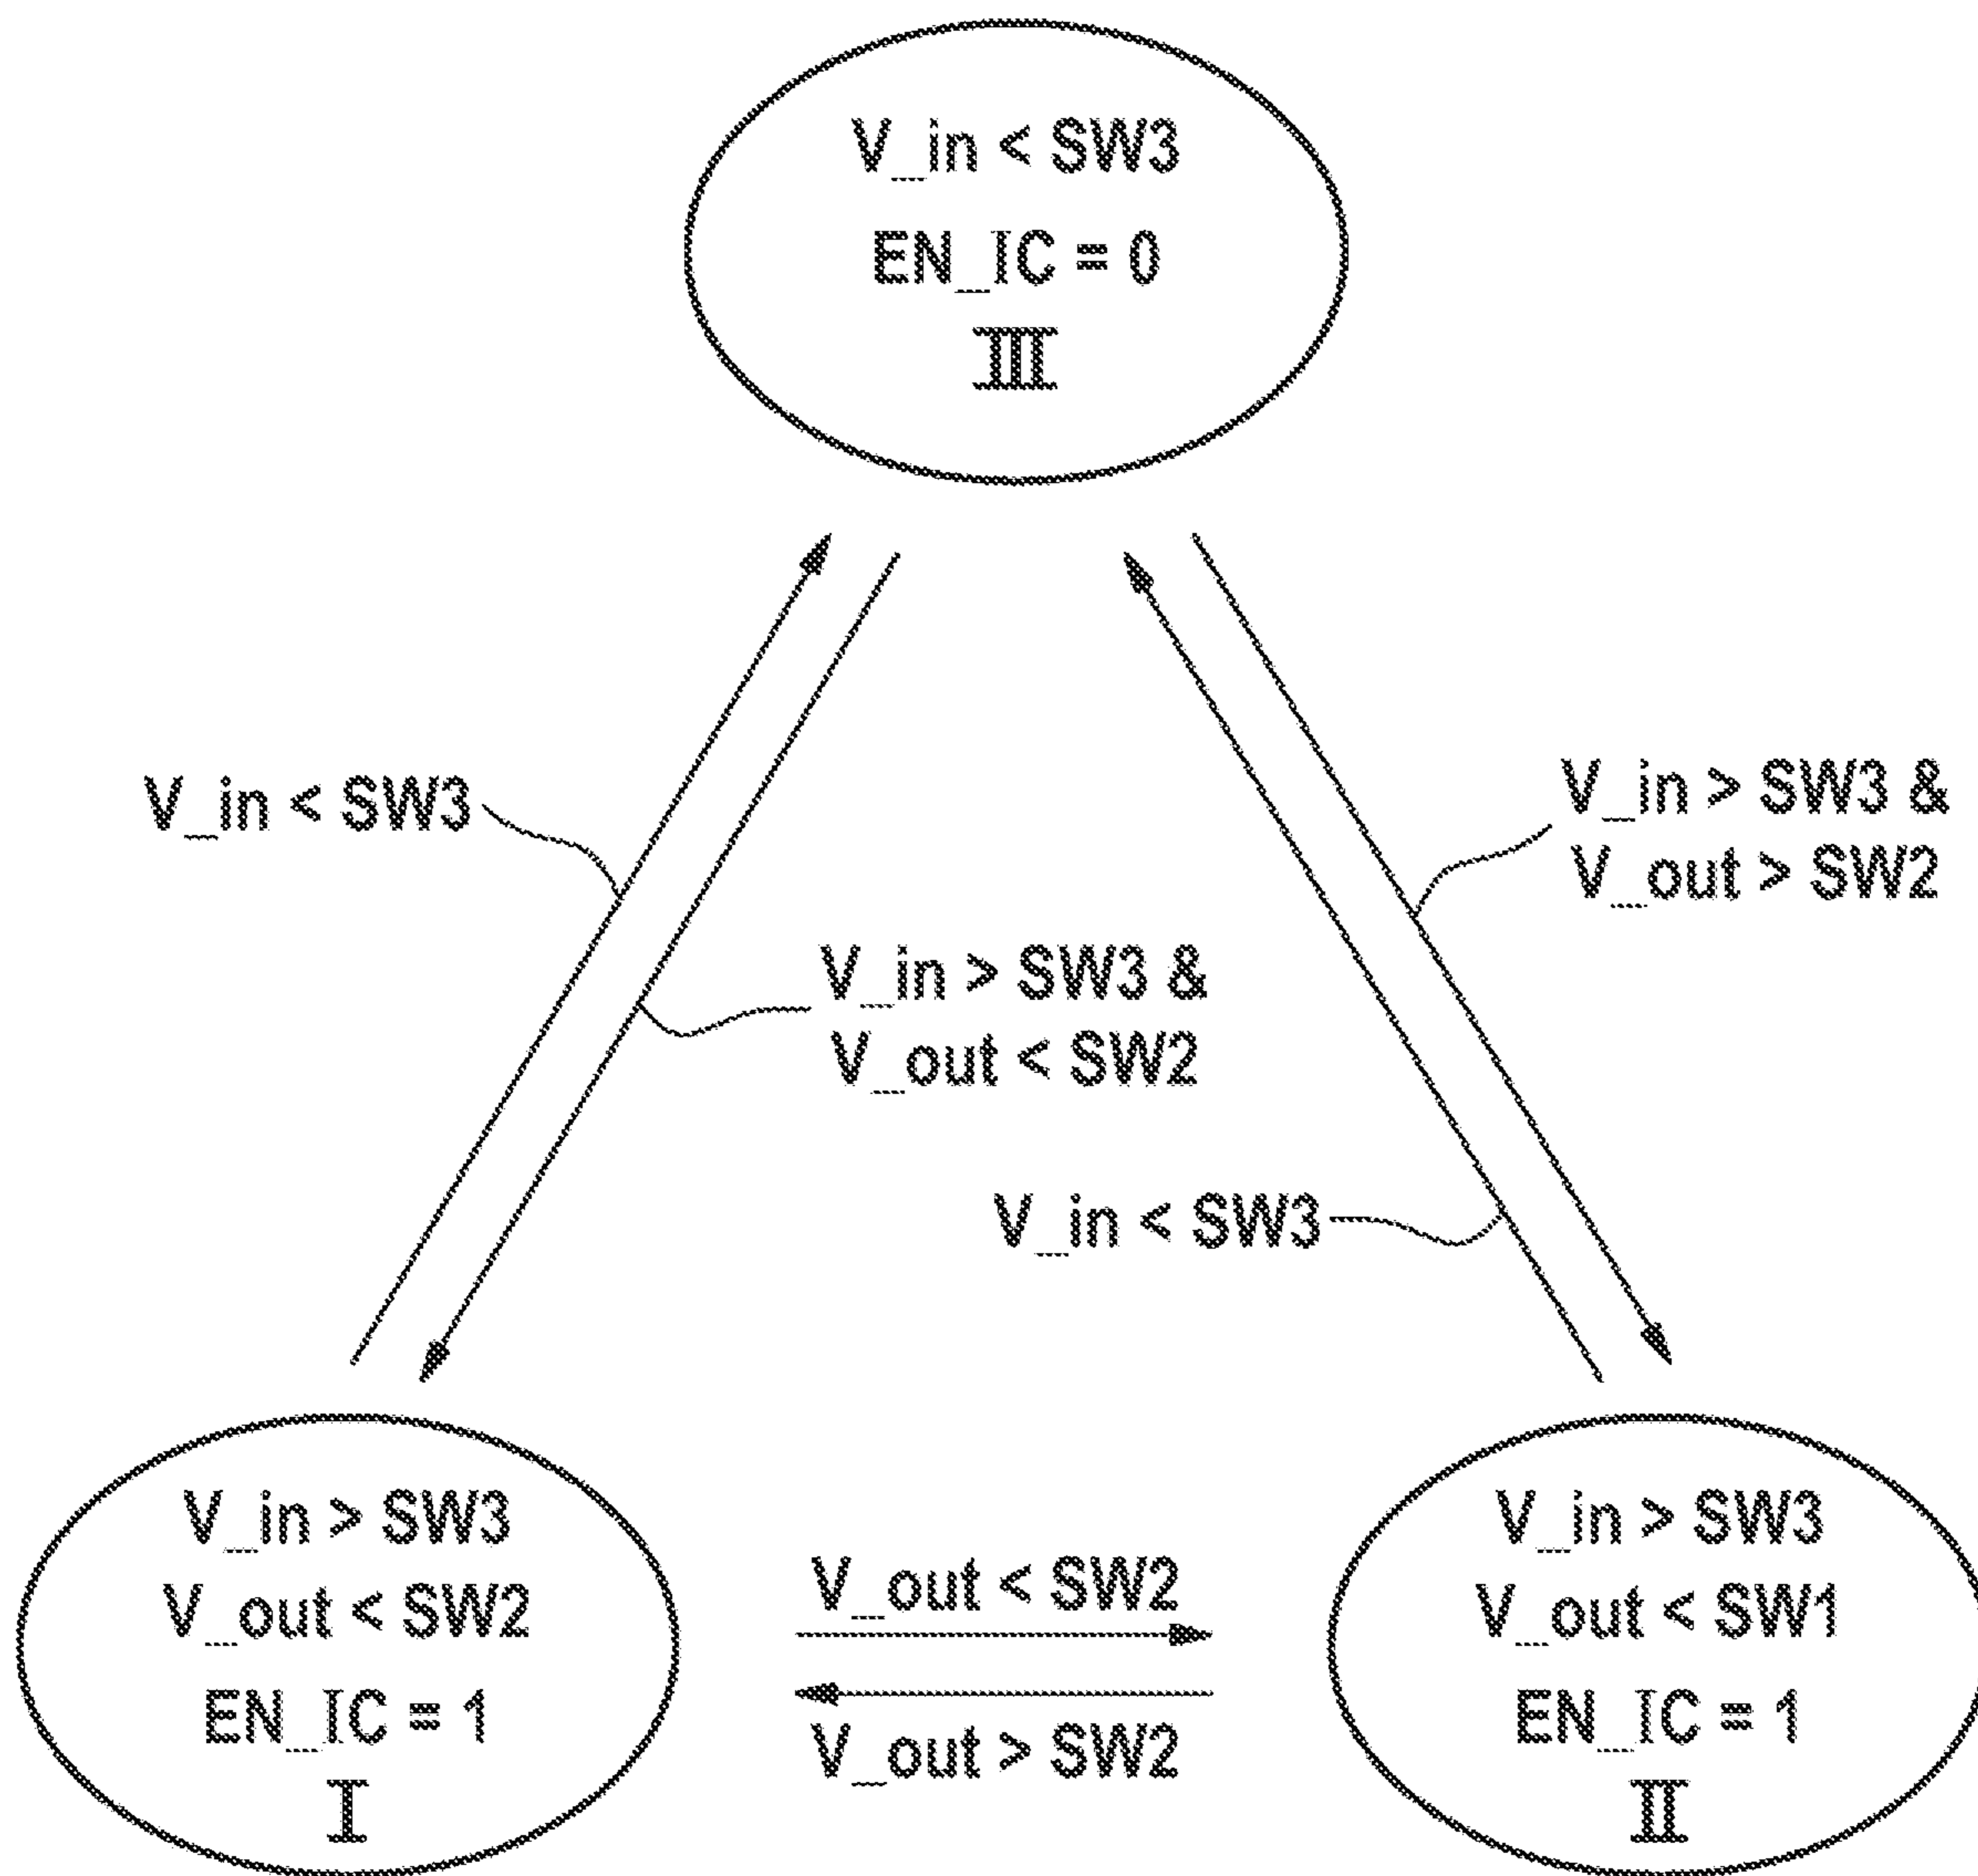 V_in < SW3
EN_IC = 0
III
V_in < SW3
V_in > SW3 &
V_out > SW2
V_in > SW3 &
V_out < SW2
V_in < SW3
V_in > SW3
V_out < SW2
EN_IC = 1
I
V_out < SW2
V_out > SW2
V_in > SW3
V_out < SW1
EN_IC = 1
II